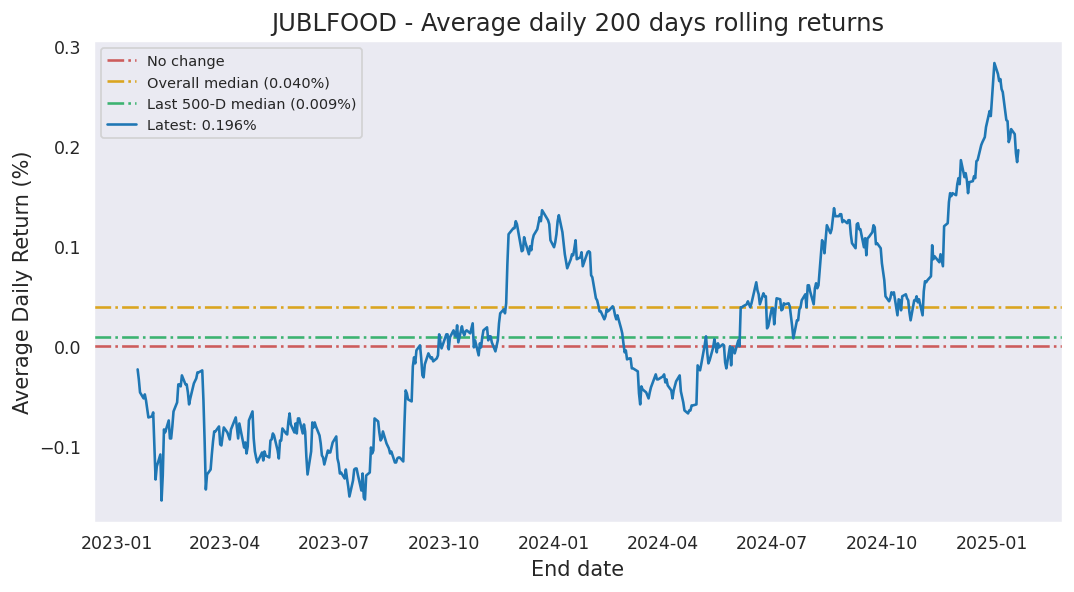 JUBLFOOD - Average daily 200 days rolling returns
No change
Overall median (0.040%)
Last 500-D median (0.009%)
Latest: 0.196%
Average Daily Return (%)
0.3
0.2
0.1
0.0
−0.1
2023-01 2023-04 2023-07 2023-10 2024-01 2024-04 2024-07 2024-10 2025-01
End date